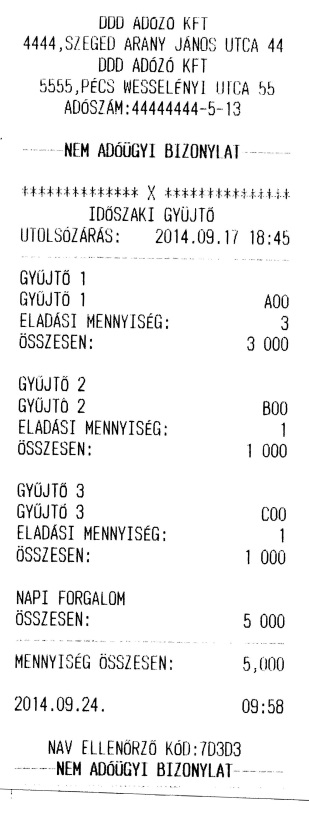 DDD ADÓZÓ KFT
4444,SZEGED ARANY JÁNOS UTCA 44
DDD ADÓZÓ KFT
5555,PÉCS WESSELÉNYI UTCA 55
ADÓSZÁM:44444444-5-13
------NEM ADÓÜGYI BIZONYLAT-------
************** X ***************
IDŐSZAKI GYŰJTŐ
UTOLSÓZÁRÁS: 2014.09.17 18:45
GYŰJTŐ 1
GYŰJTŐ 1 A00
ELADÁSI MENNYISÉG: 3
ÖSSZESEN: 3 000
GYŰJTŐ 2
GYŰJTŐ 2 B00
ELADÁSI MENNYISÉG: 1
ÖSSZESEN: 1 000
GYŰJTŐ 3
GYŰJTŐ 3 C00
ELADÁSI MENNYISÉG: 1
ÖSSZESEN: 1 000
NAPI FORGALOM
ÖSSZESEN: 5 000
MENNYISÉG ÖSSZESEN: 5,000
2014.09.24. 09:58
NAV ELLENŐRZŐ KÓD:7D3D3
------NEM ADÓÜGYI BIZONYLAT-------